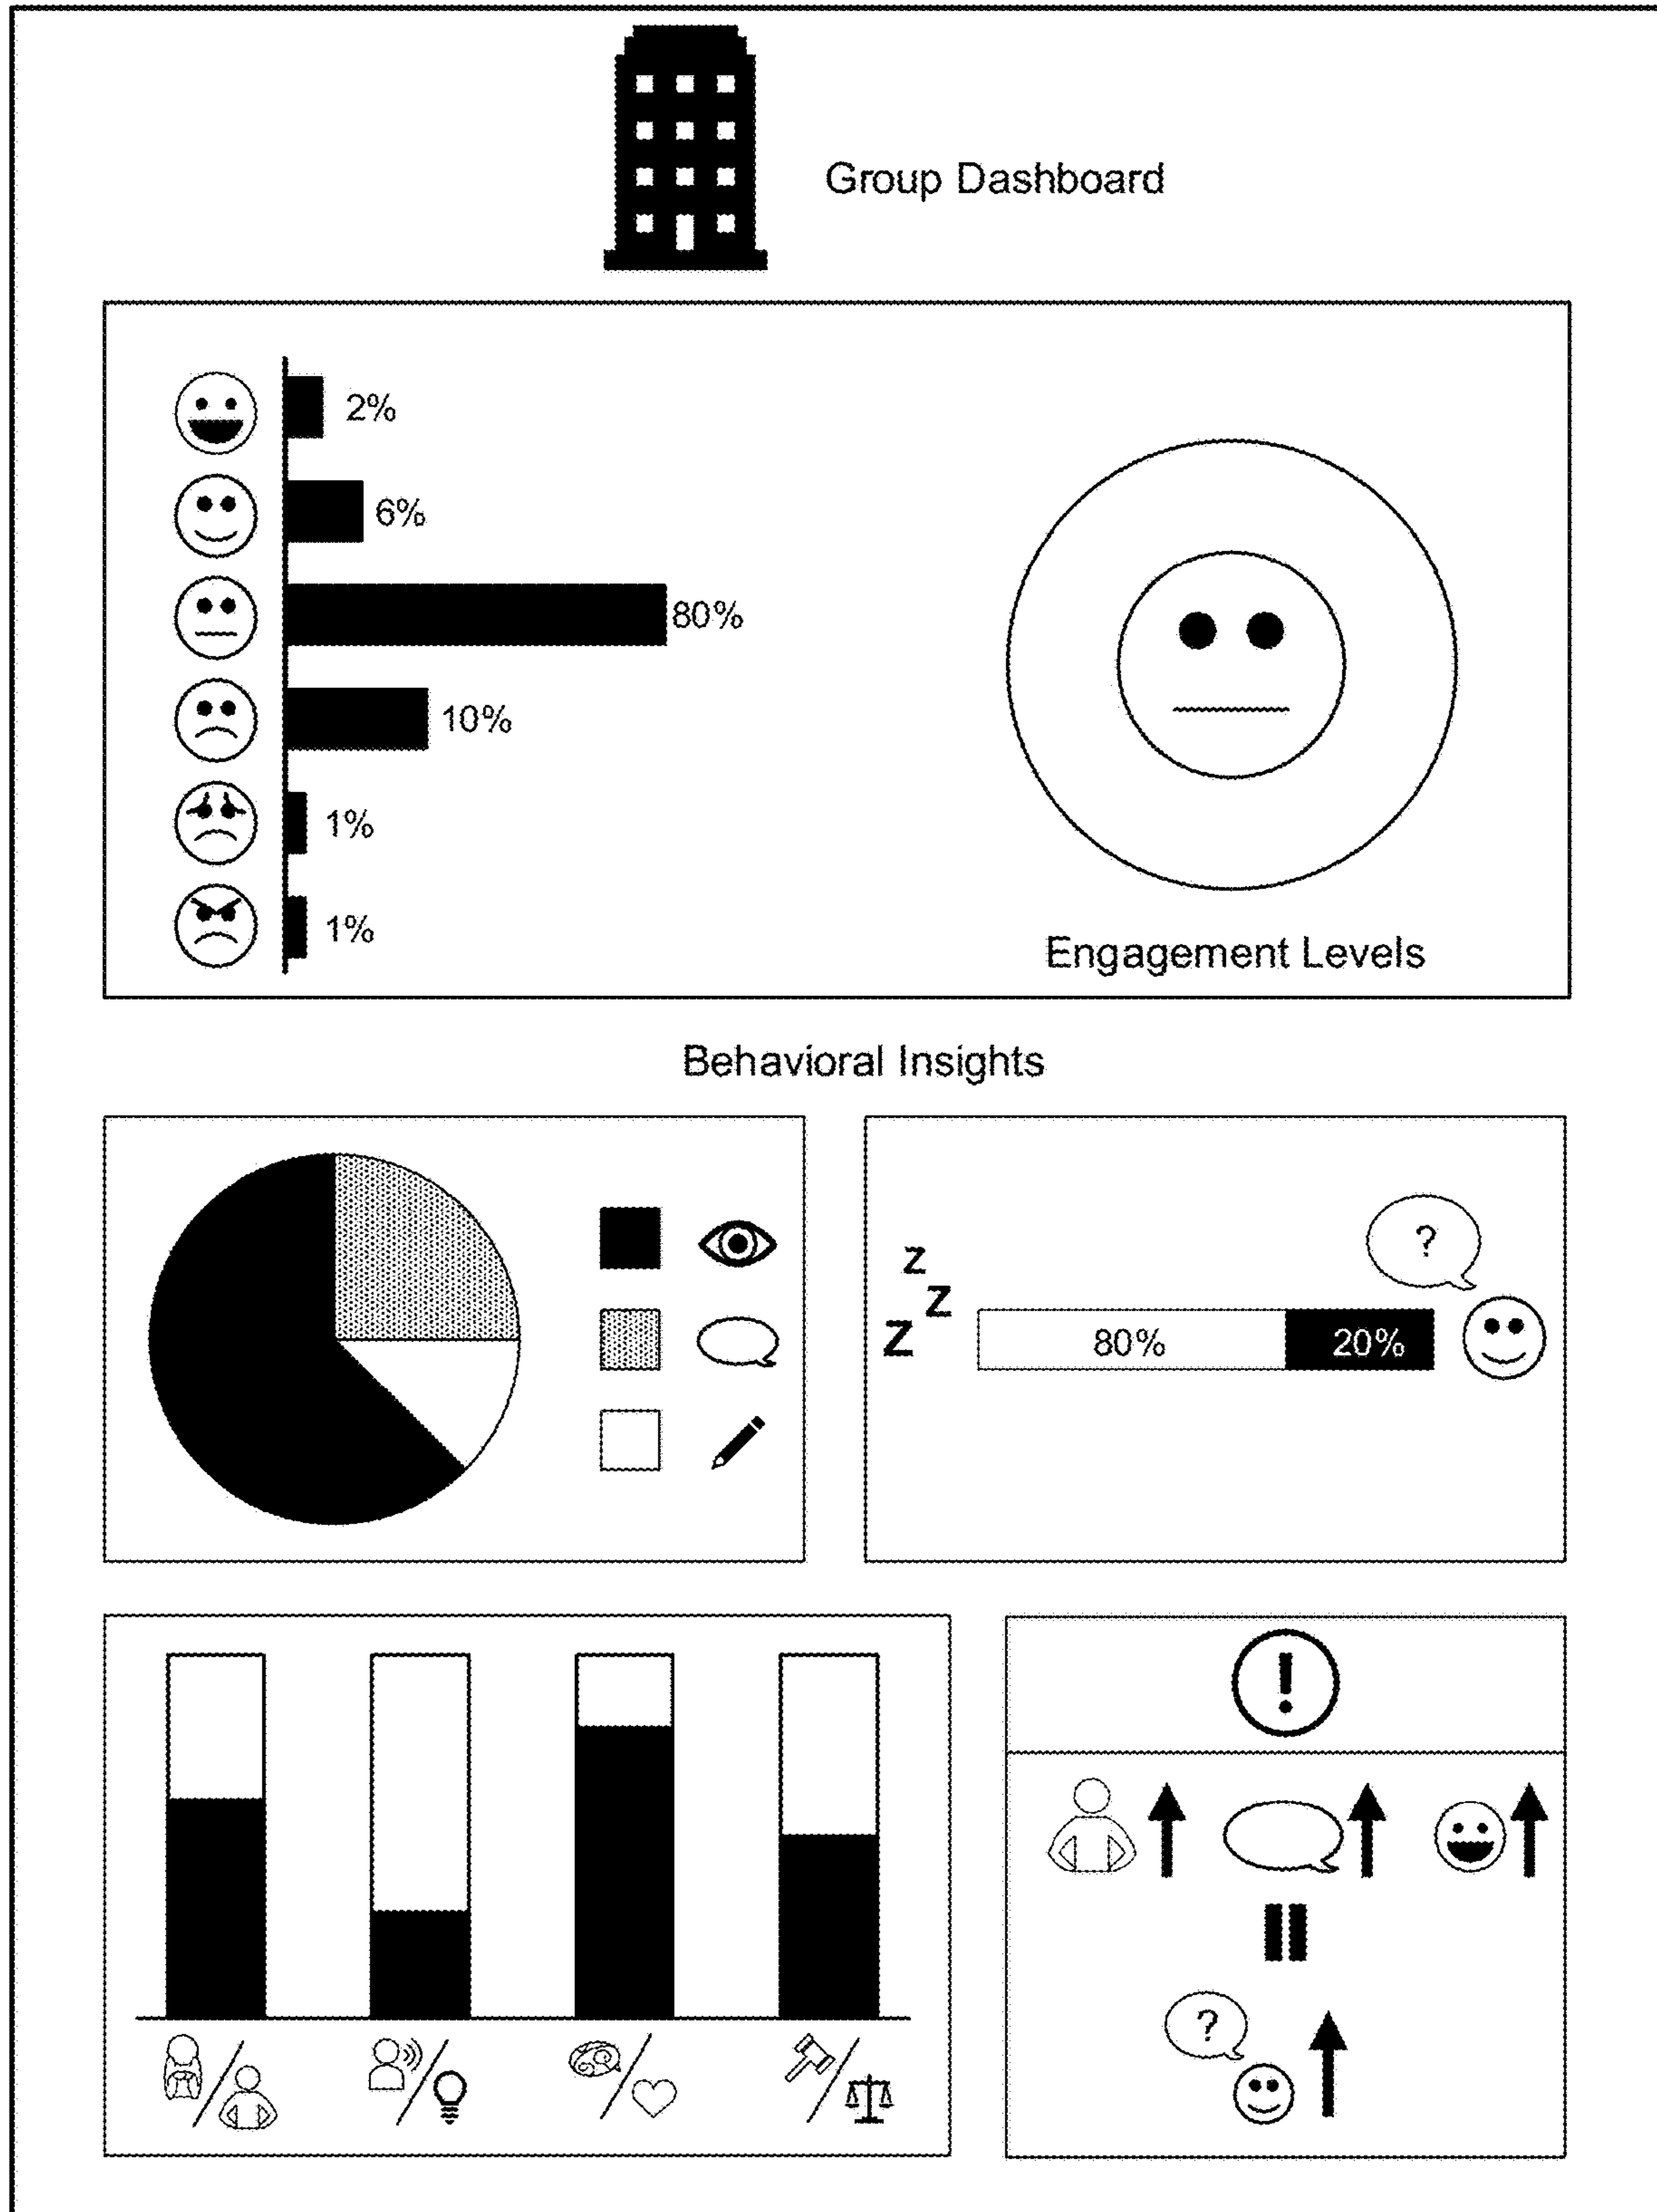 Group Dashboard
2%
6%
80%
10%
1%
1%
Engagement Levels
Behavioral Insights
?
z
z
z
80%
20%
!
?